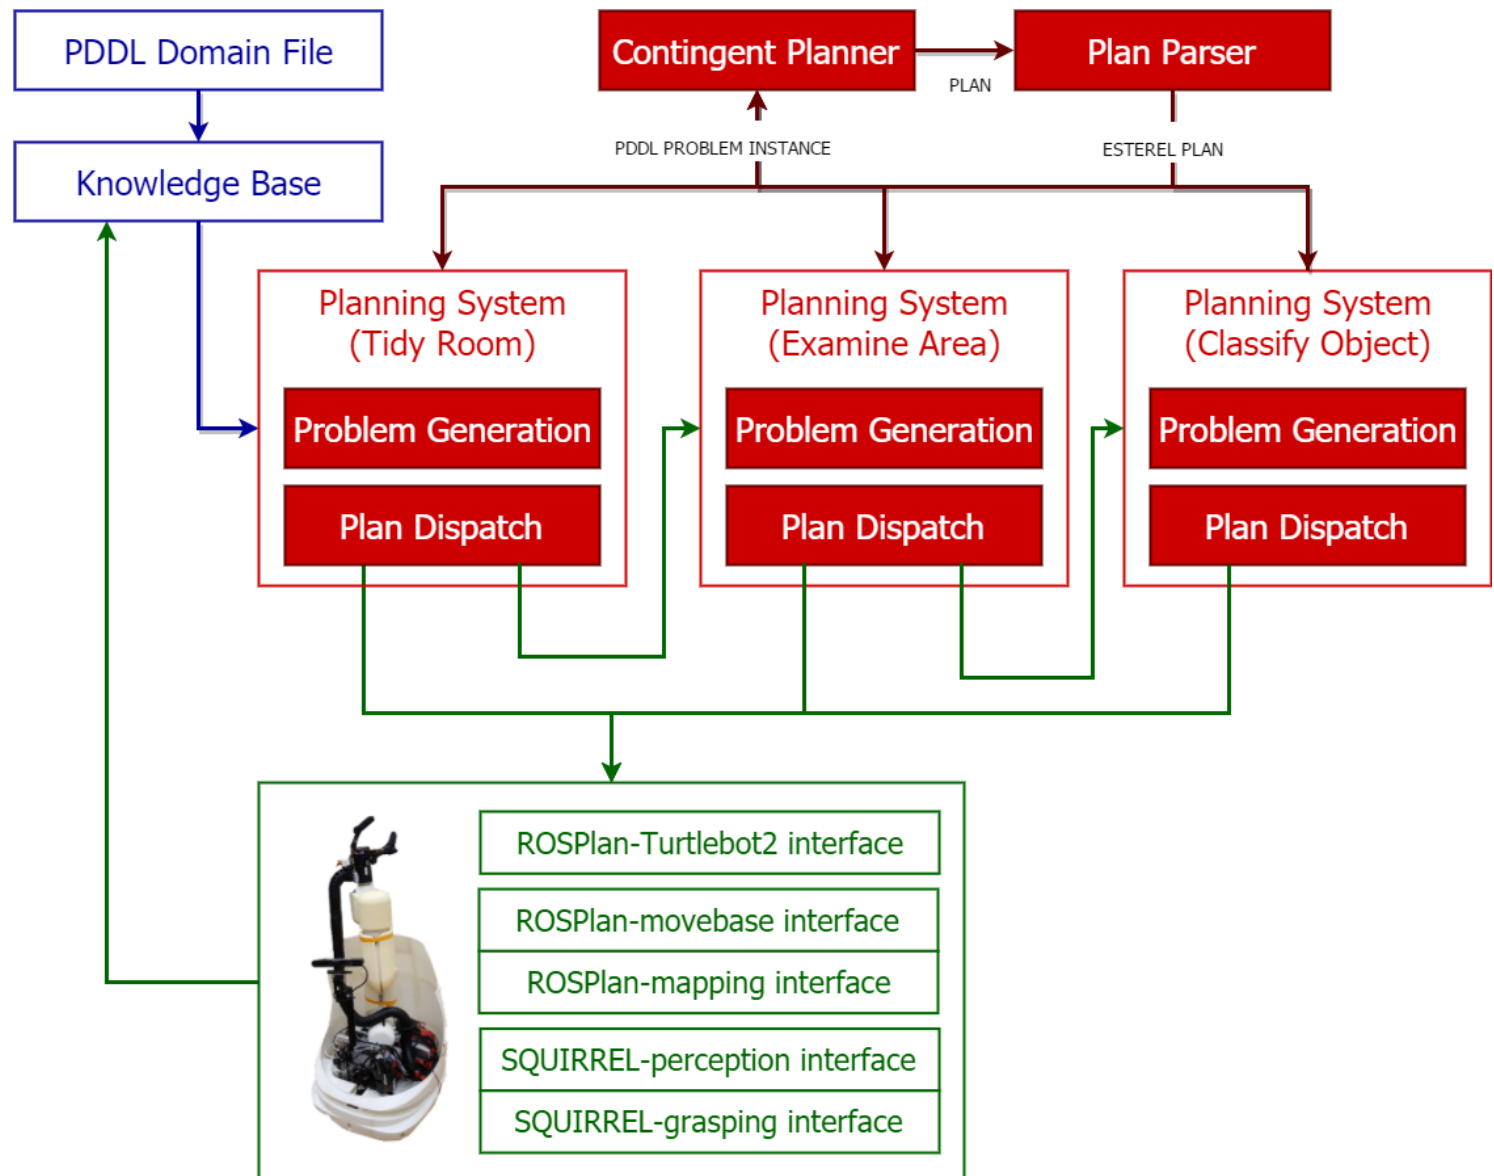 PDDL Domain File
Contingent Planner
Plan Parser
PLAN
Knowledge Base
PDDL PROBLEM INSTANCE
ESTEREL PLAN
Planning System
(Tidy Room)
Problem Generation
Plan Dispatch
Planning System
(Examine Area)
Problem Generation
Plan Dispatch
Planning System
(Classify Object)
Problem Generation
Plan Dispatch
ROSPlan-Turtlebot2 interface
ROSPlan-movebase interface
ROSPlan-mapping interface
SQUIRREL-perception interface
SQUIRREL-grasping interface